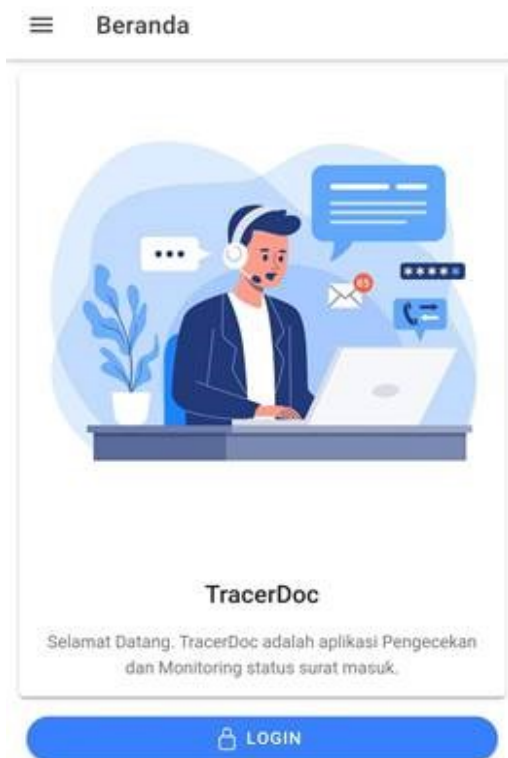 Beranda
TracerDoc
Selamat Datang. TracerDoc adalah aplikasi Pengecekan
dan Monitoring status surat masuk.
LOGIN